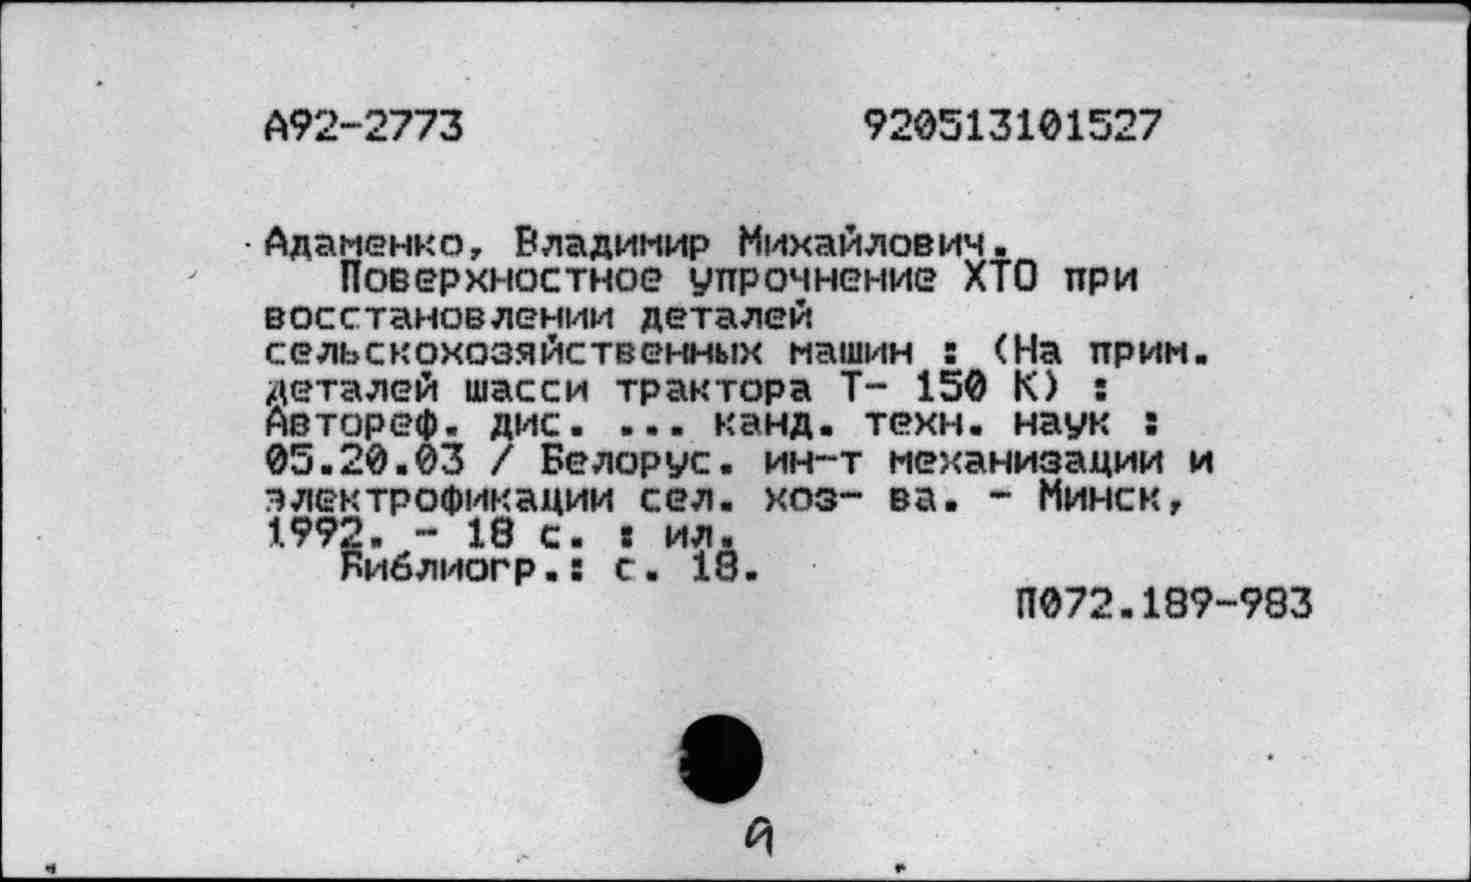 А92-2773 920513101527
Адаменко, Владимир Михайлович.
Поверхностное упрочнение ХТО при
восстановлении деталей
сельскохозяйственных машин : (На прим.
деталей шасси трактора Т- 150 К) :
Автореф. дис. ... канд. техн. наук :
05.20.03 / Белорус. ин-т механизации и
электрофикации сел. хоз- ва. - Минск,
1992. - 18 с. : ил.
Библиогр.: с. 18.
П072.189-983